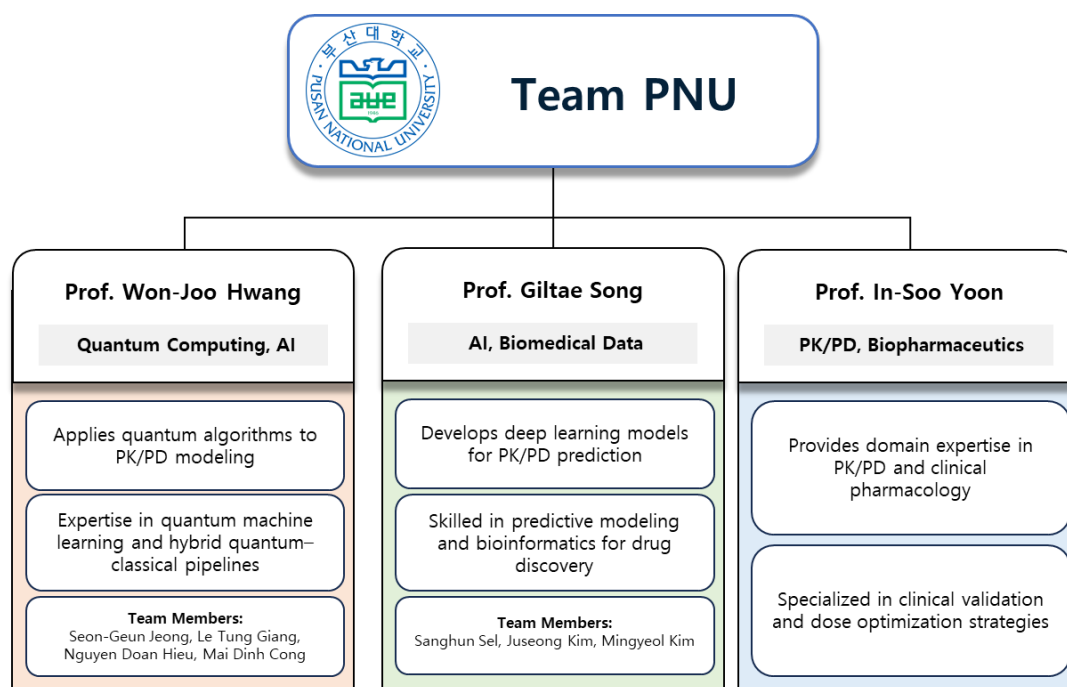 · 부산대학교 ·
PUSAN NATIONAL UNIVERSITY
1946
Team PNU
Prof. Won-Joo Hwang
Quantum Computing, AI
Applies quantum algorithms to
PK/PD modeling
Expertise in quantum machine
learning and hybrid quantum–
classical pipelines
Team Members:
Seon-Geun Jeong, Le Tung Giang,
Nguyen Doan Hieu, Mai Dinh Cong
Prof. Giltae Song
AI, Biomedical Data
Develops deep learning models
for PK/PD prediction
Skilled in predictive modeling
and bioinformatics for drug
discovery
Team Members:
Sanghun Sel, Juseong Kim, Mingyeol Kim
Prof. In-Soo Yoon
PK/PD, Biopharmaceutics
Provides domain expertise in
PK/PD and clinical
pharmacology
Specialized in clinical validation
and dose optimization strategies